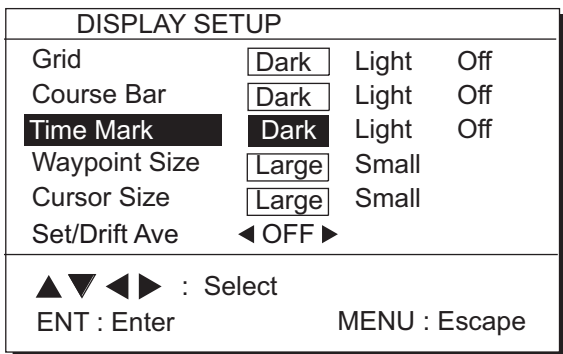 DISPLAY SETUP
Grid Dark Light Off
Course Bar Dark Light Off
Time Mark Dark Light Off
Waypoint Size Large Small
Cursor Size Large Small
Set/Drift Ave ◀ OFF ▶
▲ ▼ ◀ ▶ : Select
ENT : Enter MENU : Escape